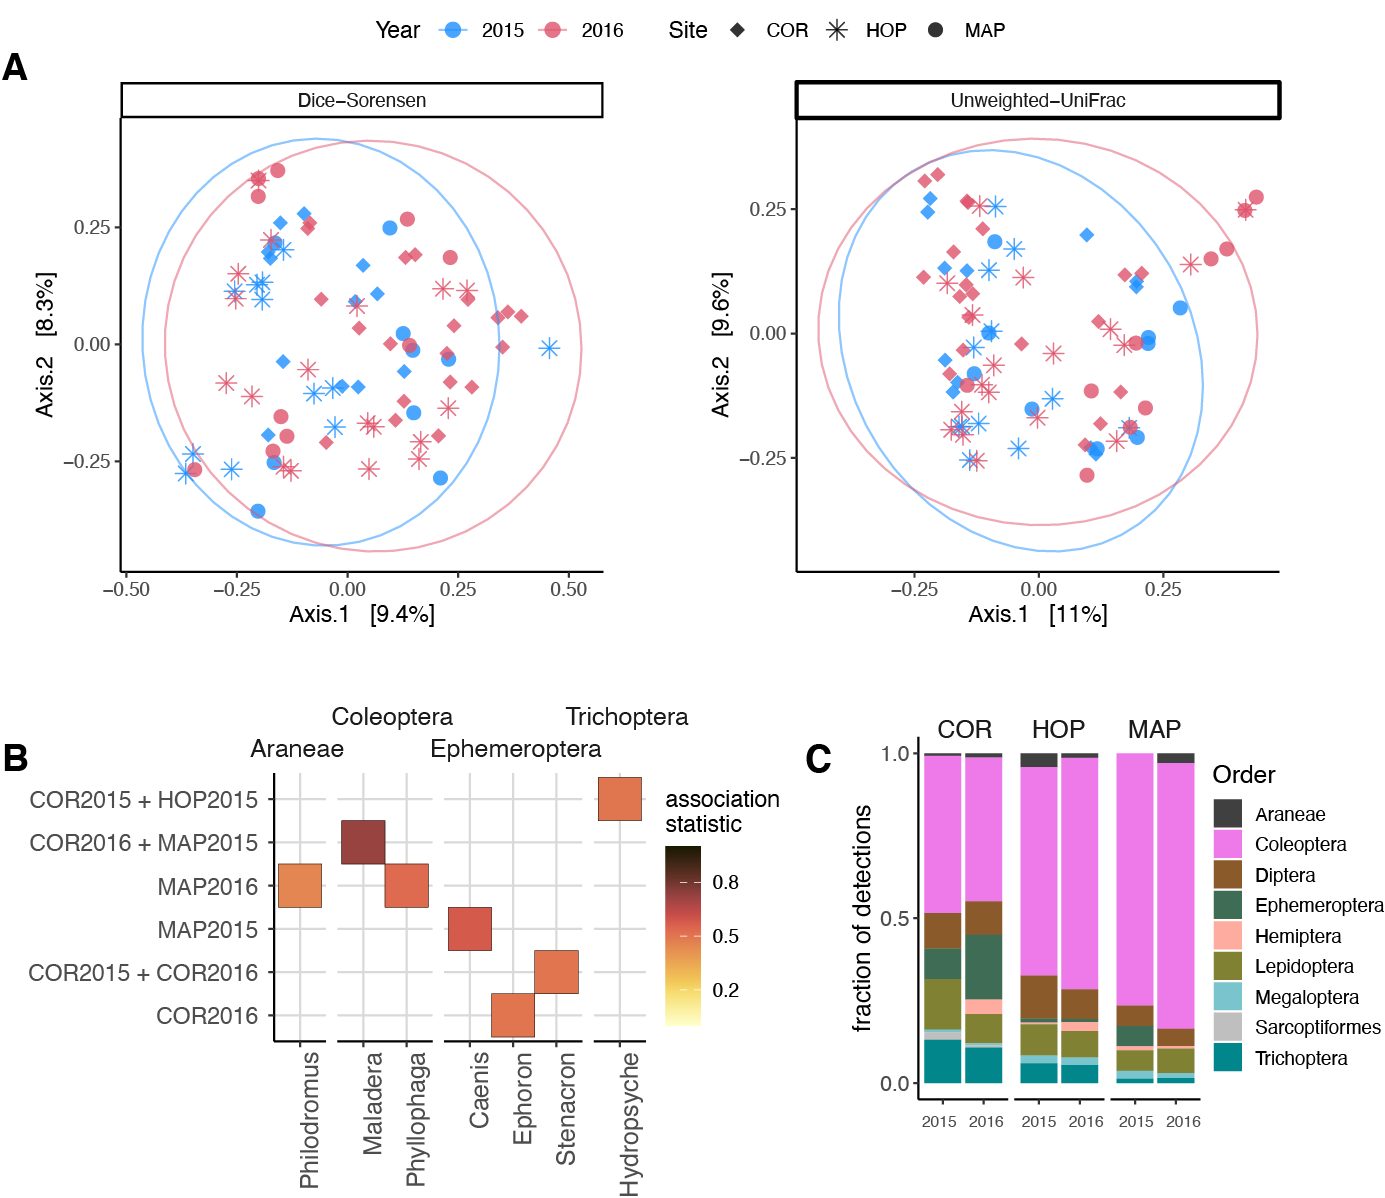 Year 2015 2016 Site COR HOP MAP
A
Dice−Sorensen
Unweighted−UniFrac
0.25
0.00
−0.25
Axis.2 [8.3%]
−0.50 −0.25 0.00 0.25 0.50
Axis.1 [9.4%]
0.25
0.00
−0.25
Axis.2 [9.6%]
−0.25 0.00 0.25
Axis.1 [11%]
B
Coleoptera Trichoptera
Araneae Ephemeroptera
COR2015 + HOP2015
COR2016 + MAP2015
MAP2016
MAP2015
COR2015 + COR2016
COR2016
Philodromus
Maladera
Phyllophaga
Caenis
Ephoron
Stenacron
Hydropsyche
association
statistic
0.8
0.5
0.2
C
COR HOP MAP
1.0
0.5
0.0
fraction of detections
2015 2016 2015 2016 2015 2016
Order
Araneae
Coleoptera
Diptera
Ephemeroptera
Hemiptera
Lepidoptera
Megaloptera
Sarcoptiformes
Trichoptera